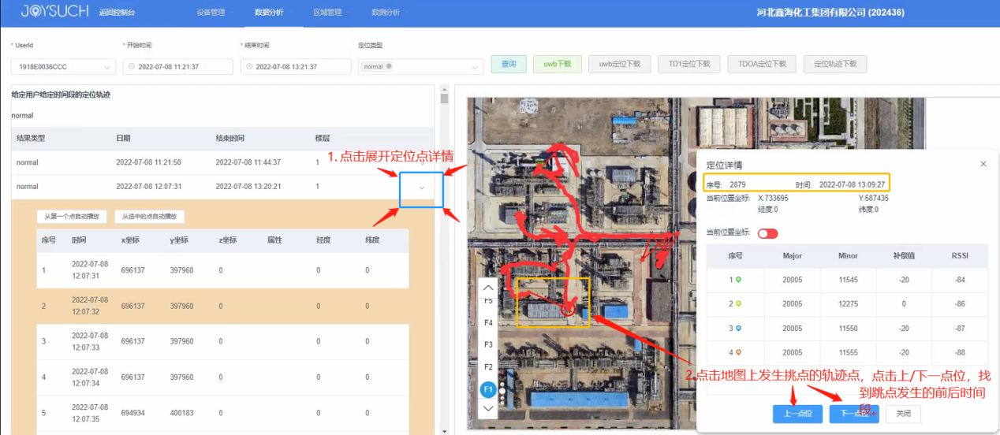 JOYSUCH 返回控制台 设备管理 数据分析 区域管理 数测分析 河北鑫海化工集团有限公司 (202436)
* UserId * 开始时间 * 结束时间 定位类型
1918E0036CCC 2022-07-08 11:21:37 2022-07-08 13:21:37 normal 查询 uwb下载 uwb定位下载 TD1定位下载 TDOA定位下载 定位轨迹下载
给定用户给定时间段的定位轨迹
normal
结果类型 日期 结束时间 楼层
normal 2022-07-08 11:21:50 2022-07-08 11:44:37 1
normal 2022-07-08 12:07:31 2022-07-08 13:20:21 1
1. 点击展开定位点详情
从第一个点自动播放 从选中的点自动播放
序号 时间 x坐标 y坐标 z坐标 属性 经度 纬度
1 2022-07-08 12:07:31 696137 397960 0 0 0
2 2022-07-08 12:07:32 696137 397960 0 0 0
3 2022-07-08 12:07:33 696137 397960 0 0 0
4 2022-07-08 12:07:34 696137 397960 0 0 0
5 2022-07-08 12:07:35 694934 400183 0 0 0
F5
F4
F3
F2
F1
定位详情
序号: 2879 时间: 2022-07-08 13:09:27
当前位置坐标: X:733695 Y:587435
经度:0 纬度:0
当前位置坐标:
序号 Major Minor 补偿值 RSSI
1 20005 11545 -20 -84
2 20005 12275 0 -86
3 20005 11550 -20 -87
4 20005 11555 -20 -88
2.点击地图上发生挑点的轨迹点，点击上/下一点位，找
到跳点发生的前后时间
段。
上一点位 下一点位 关闭